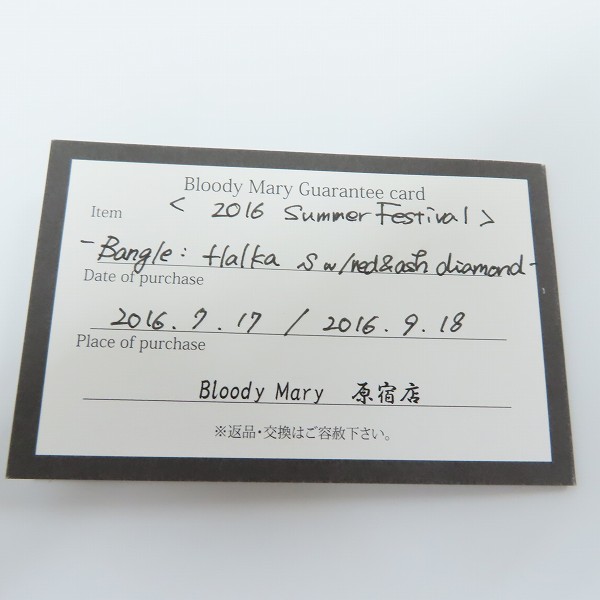 Bloody Mary Guarantee card
Item < 2016 Summer Festival >
-Bangle: Halka S w/red&ash diamond-
Date of purchase
2016.7.17 / 2016.9.18
Place of purchase
Bloody Mary 原宿店
※返品・交換はご容赦下さい。